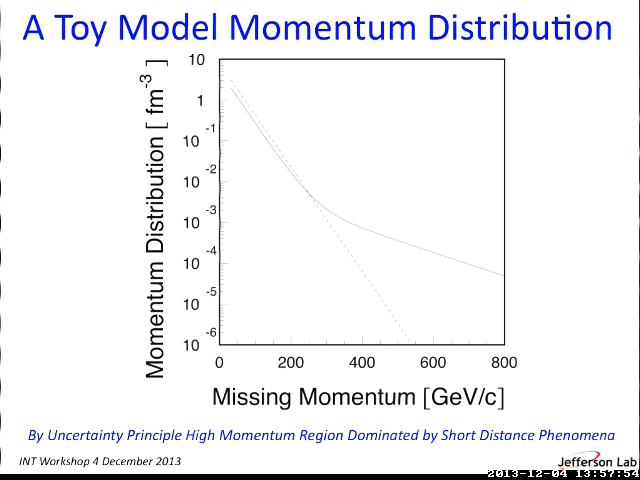 A Toy Model Momentum Distribution
Momentum Distribution [ fm-3 ]
10
1
10 -1
10 -2
10 -3
10 -4
10 -5
10 -6
0 200 400 600 800
Missing Momentum [GeV/c]
By Uncertainty Principle High Momentum Region Dominated by Short Distance Phenomena
INT Workshop 4 December 2013
Jefferson Lab
2013-12-04 13:57:54